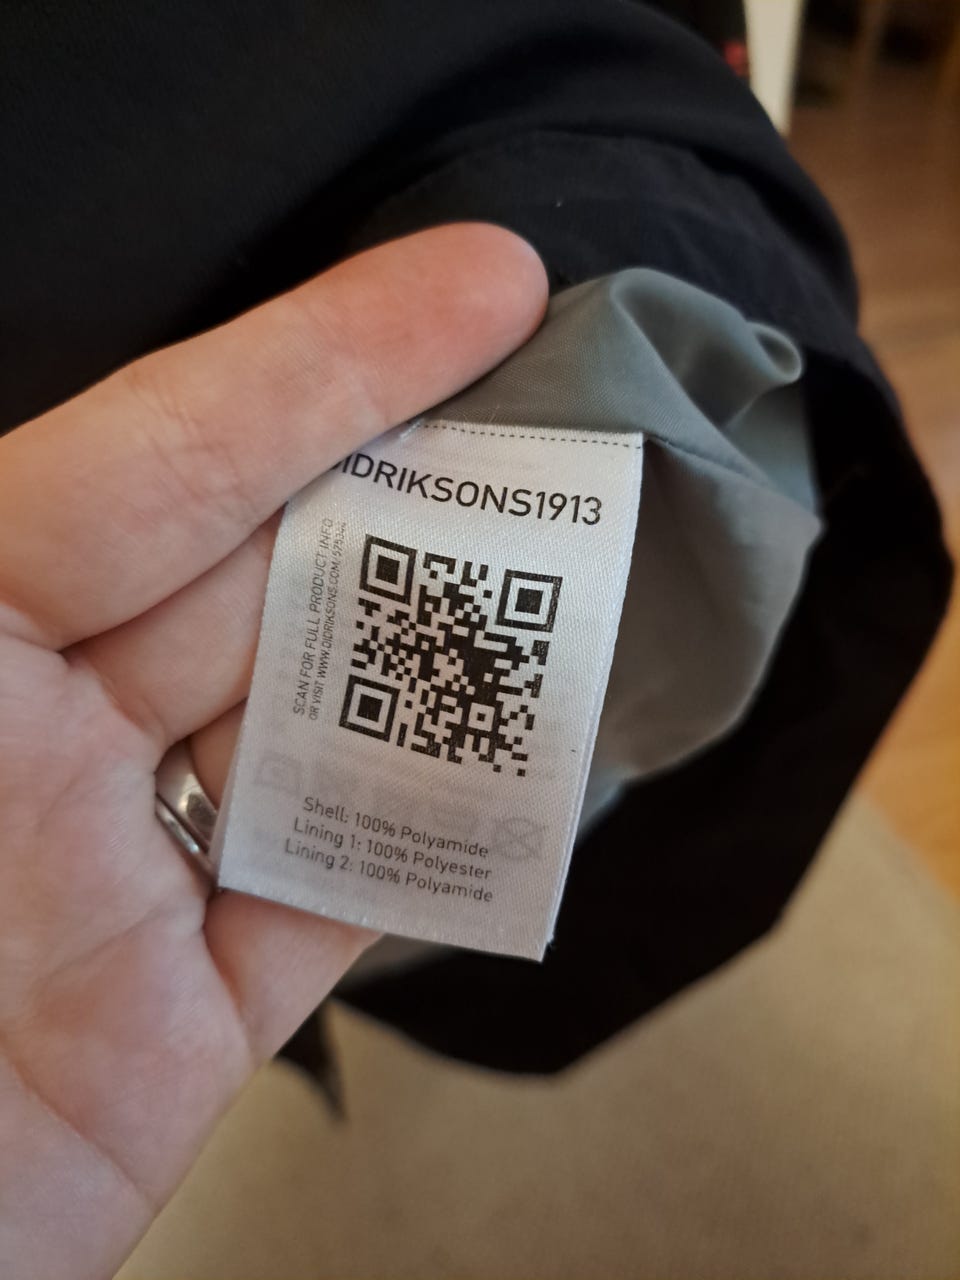 DIDRIKSONS1913
SCAN FOR FULL PRODUCT INFO
OR VISIT WWW.DIDRIKSONS.COM/
Shell: 100% Polyamide
Lining 1: 100% Polyester
Lining 2: 100% Polyamide